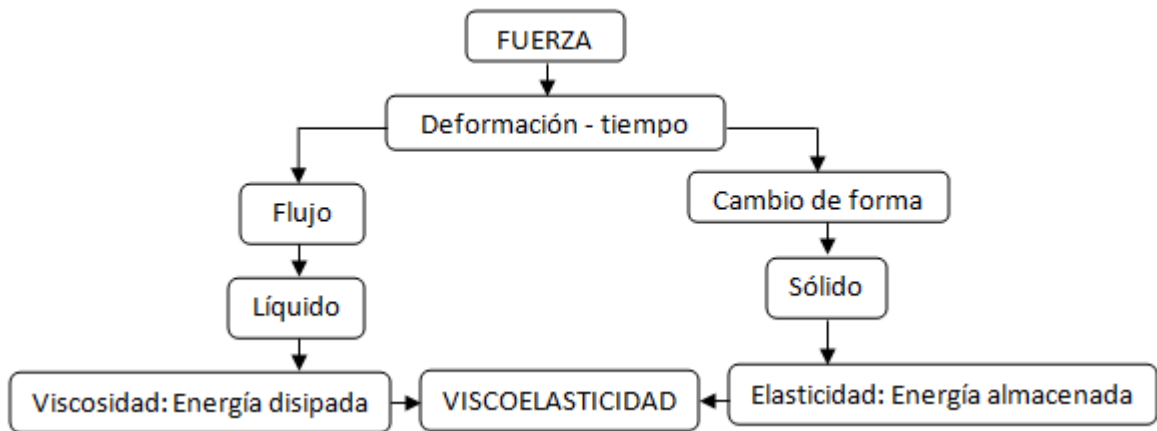 FUERZA
Deformación - tiempo
Flujo
Cambio de forma
Líquido
Sólido
Viscosidad: Energía disipada
VISCOELASTICIDAD
Elasticidad: Energía almacenada